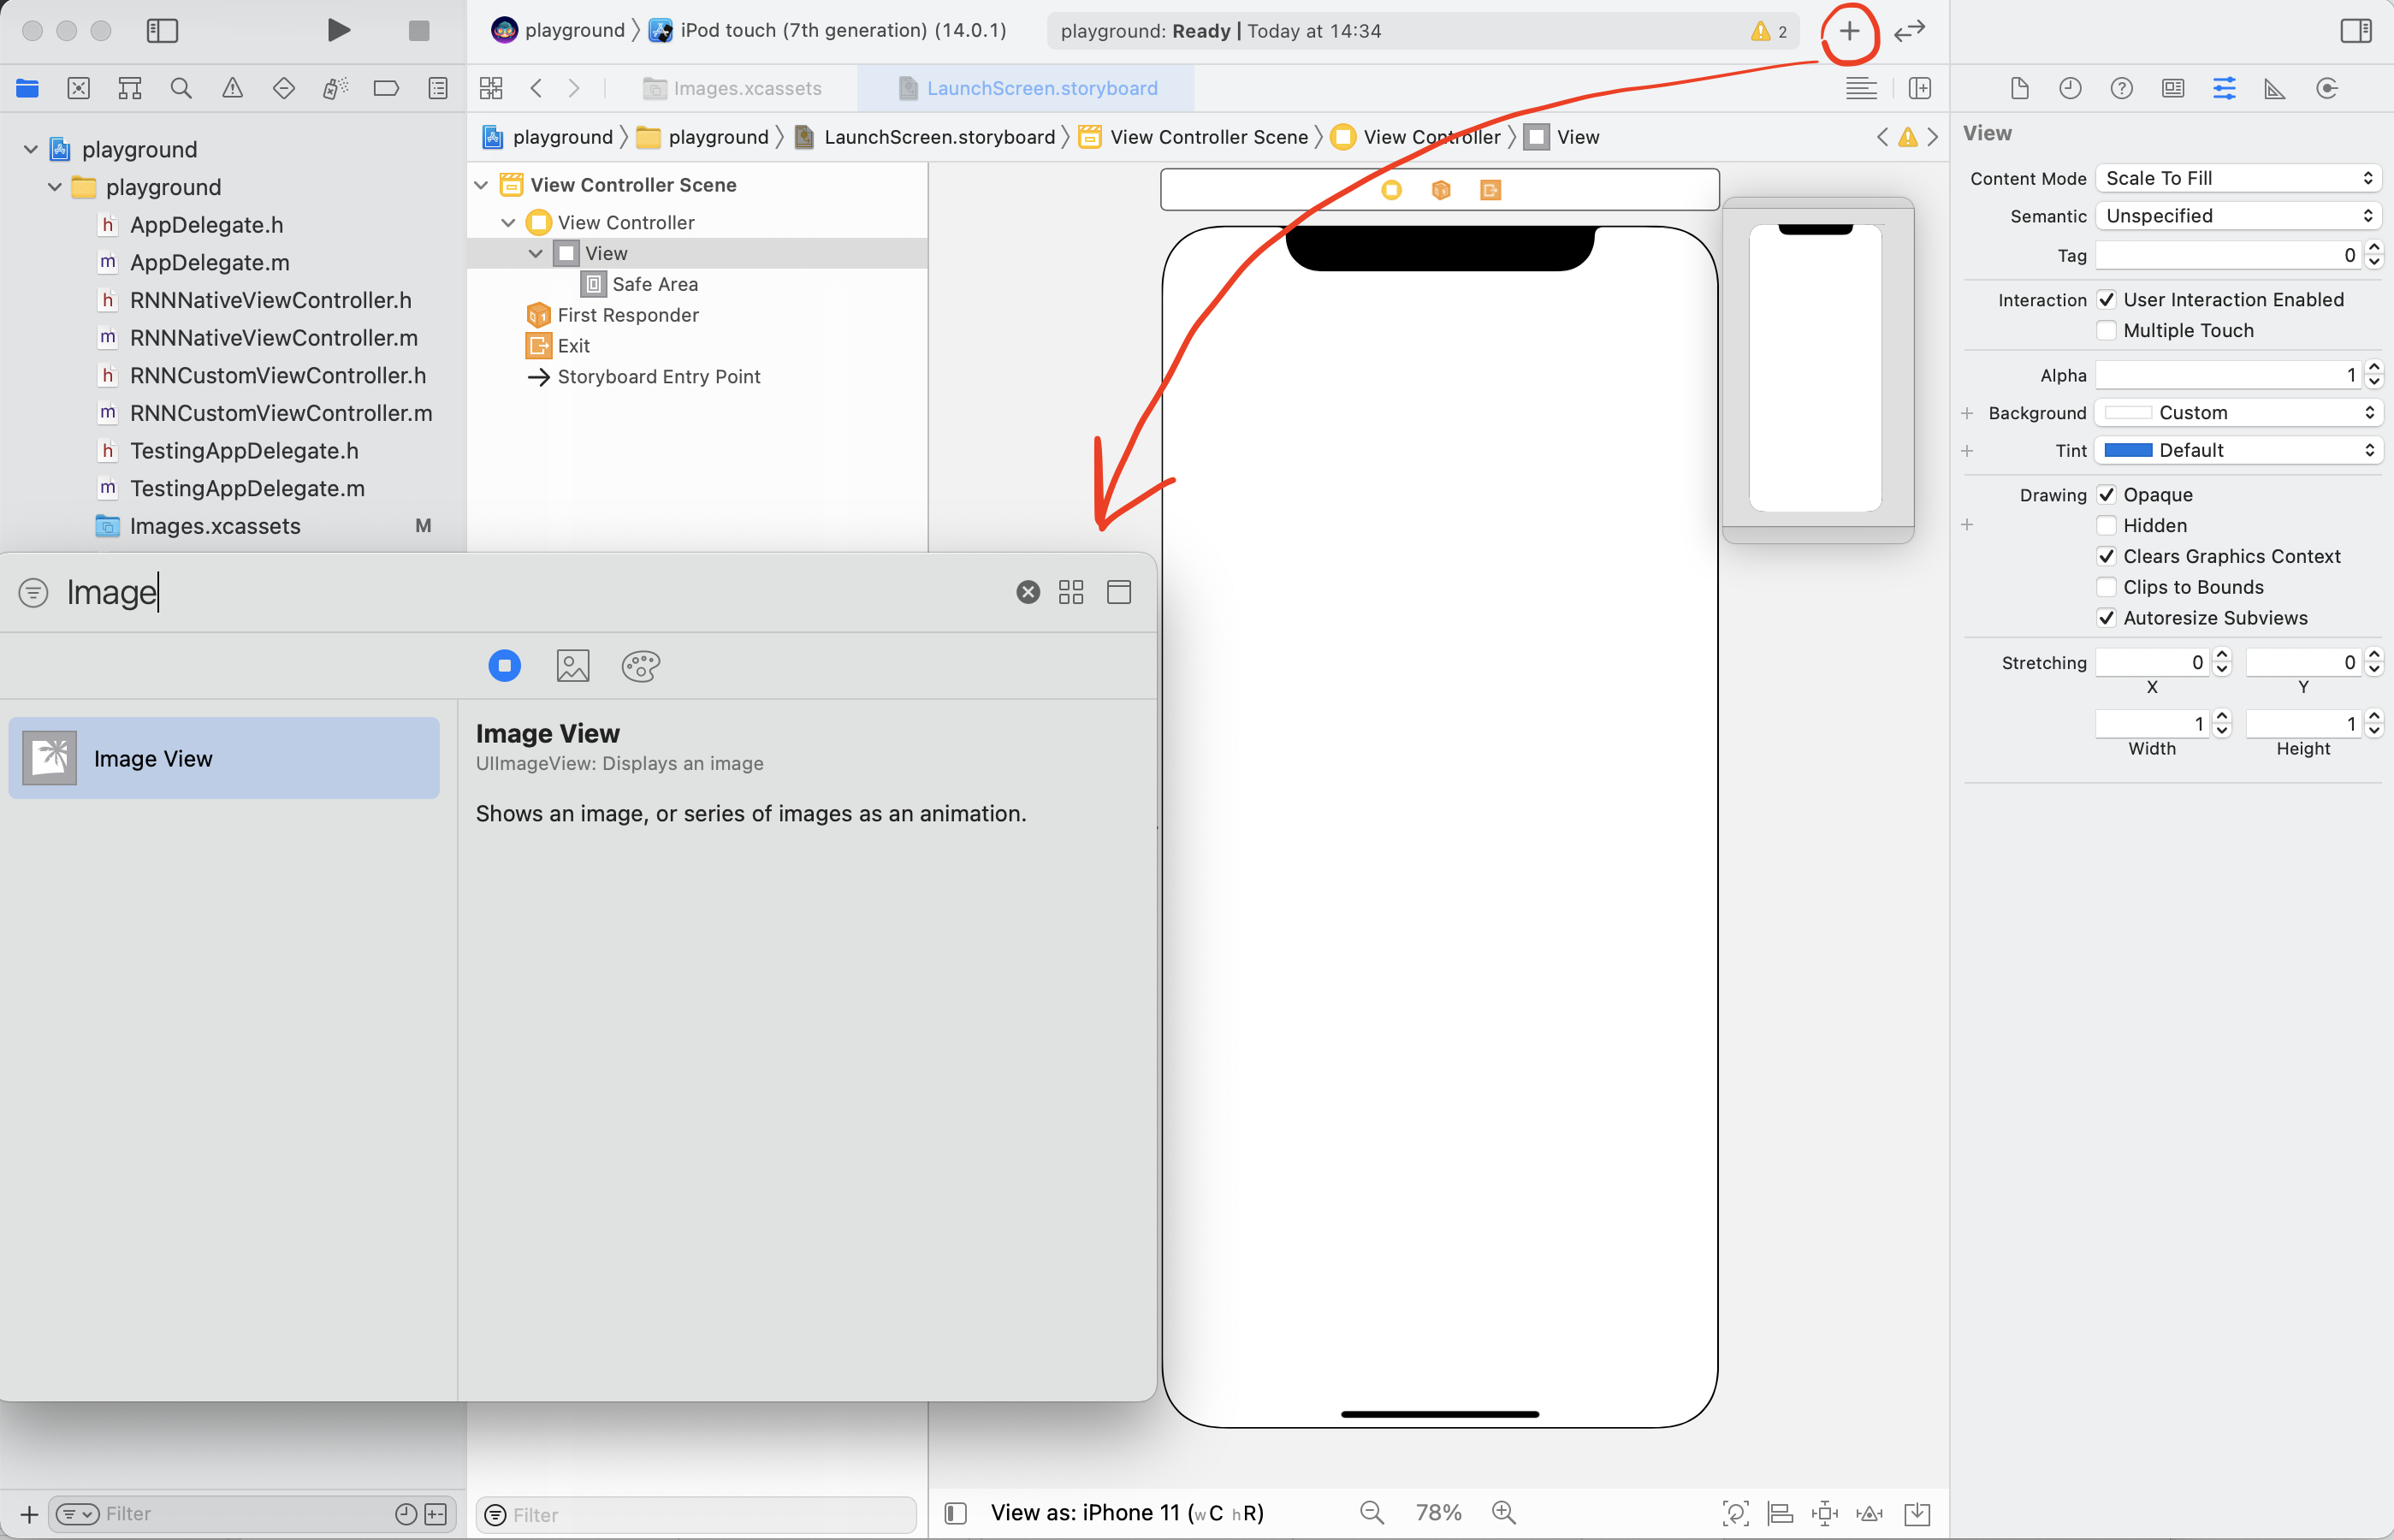 playground
iPod touch (7th generation) (14.0.1)
playground: Ready | Today at 14:34
2
Images.xcassets
LaunchScreen.storyboard
playground
playground
LaunchScreen.storyboard
View Controller Scene
View Controller
View
playground
playground
h AppDelegate.h
m AppDelegate.m
h RNNNativeViewController.h
m RNNNativeViewController.m
h RNNCustomViewController.h
m RNNCustomViewController.m
h TestingAppDelegate.h
m TestingAppDelegate.m
Images.xcassets M
View Controller Scene
View Controller
View
Safe Area
First Responder
Exit
Storyboard Entry Point
Image
Image View
Image View
UIImageView: Displays an image
Shows an image, or series of images as an animation.
Filter
Filter
View as: iPhone 11 (wC hR)
78%
View
Content Mode Scale To Fill
Semantic Unspecified
Tag 0
Interaction User Interaction Enabled
Multiple Touch
Alpha 1
Background Custom
Tint Default
Drawing Opaque
Hidden
Clears Graphics Context
Clips to Bounds
Autoresize Subviews
Stretching 0 0
X Y
1 1
Width Height